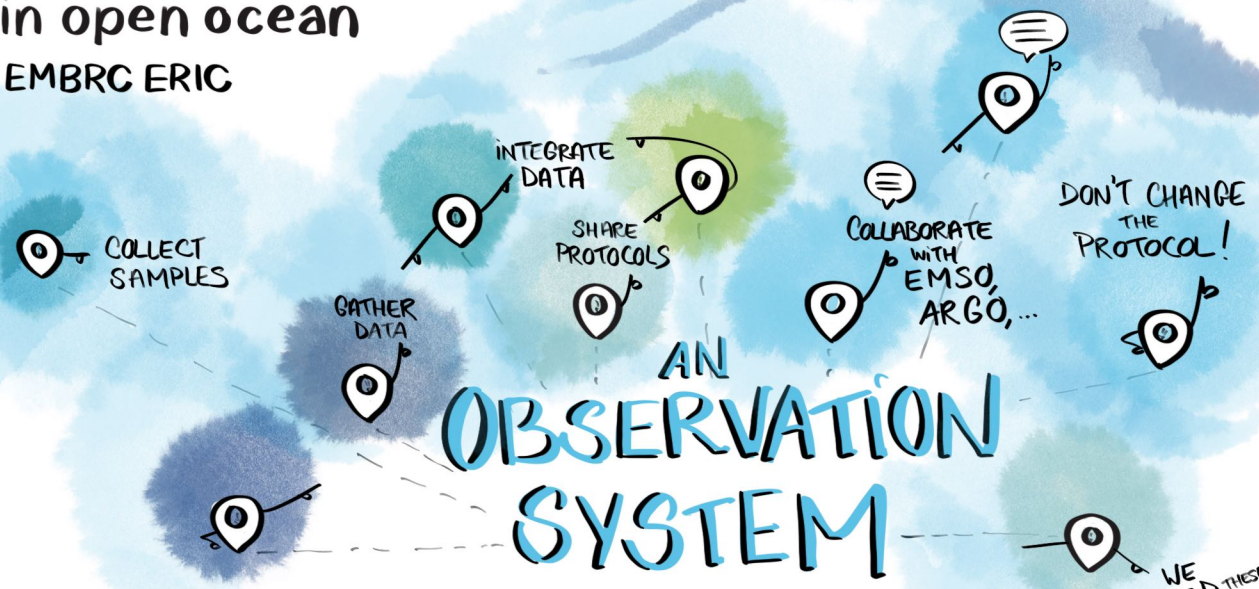 in open ocean
EMBRC ERIC
COLLECT
SAMPLES
GATHER
DATA
INTEGRATE
DATA
SHARE
PROTOCOLS
COLLABORATE
WITH
EMSO,
ARGO,...
DON'T CHANGE
THE
PROTOCOL!
AN
OBSERVATION
SYSTEM
WE
THESE